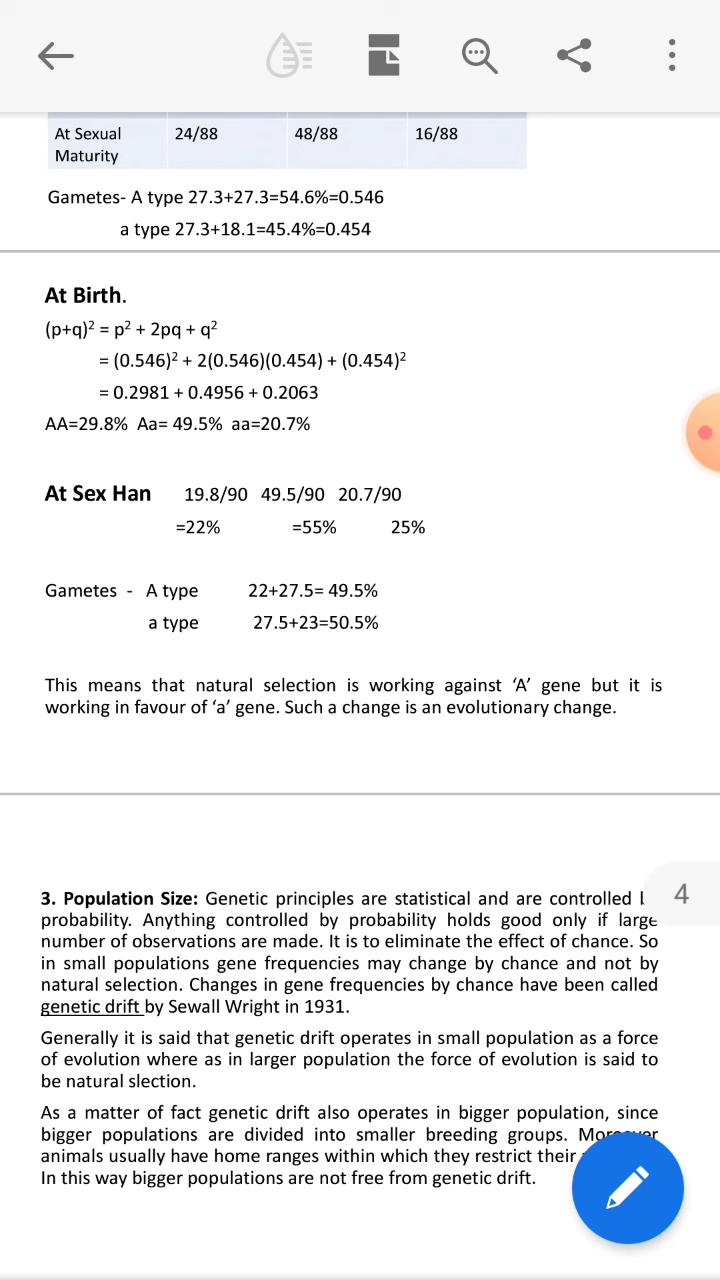 At Sexual 24/88 48/88 16/88
Maturity
Gametes- A type 27.3+27.3=54.6%=0.546
a type 27.3+18.1=45.4%=0.454
At Birth.
(p+q)² = p² + 2pq + q²
= (0.546)² + 2(0.546)(0.454) + (0.454)²
= 0.2981 + 0.4956 + 0.2063
AA=29.8% Aa= 49.5% aa=20.7%
At Sex Han 19.8/90 49.5/90 20.7/90
=22% =55% 25%
Gametes - A type 22+27.5= 49.5%
a type 27.5+23=50.5%
This means that natural selection is working against ‘A’ gene but it is
working in favour of ‘a’ gene. Such a change is an evolutionary change.
4
3. Population Size: Genetic principles are statistical and are controlled
probability. Anything controlled by probability holds good only if large
number of observations are made. It is to eliminate the effect of chance. So
in small populations gene frequencies may change by chance and not by
natural selection. Changes in gene frequencies by chance have been called
genetic drift by Sewall Wright in 1931.
Generally it is said that genetic drift operates in small population as a force
of evolution where as in larger population the force of evolution is said to
be natural slection.
As a matter of fact genetic drift also operates in bigger population, since
bigger populations are divided into smaller breeding groups. Moreover
animals usually have home ranges within which they restrict their
In this way bigger populations are not free from genetic drift.